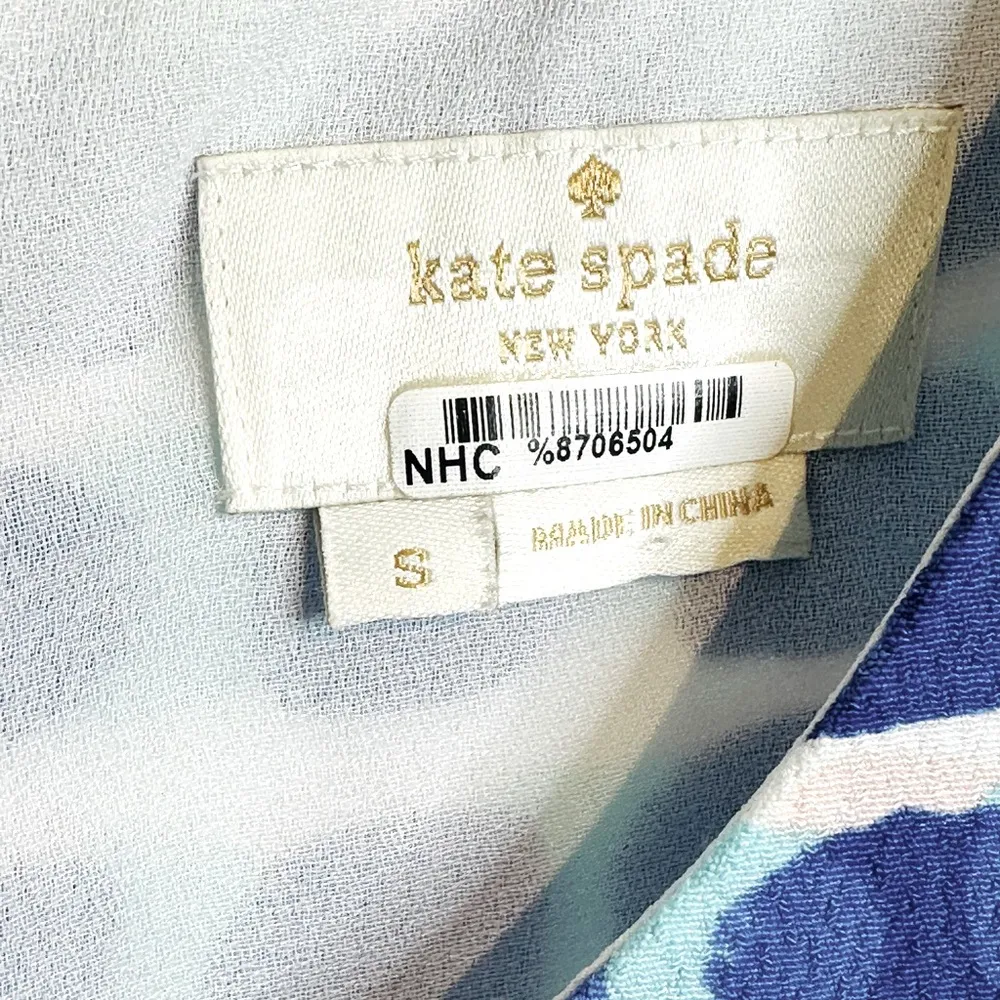 kate spade
NEW YORK
NHC %8706504
S
MADE IN CHINA